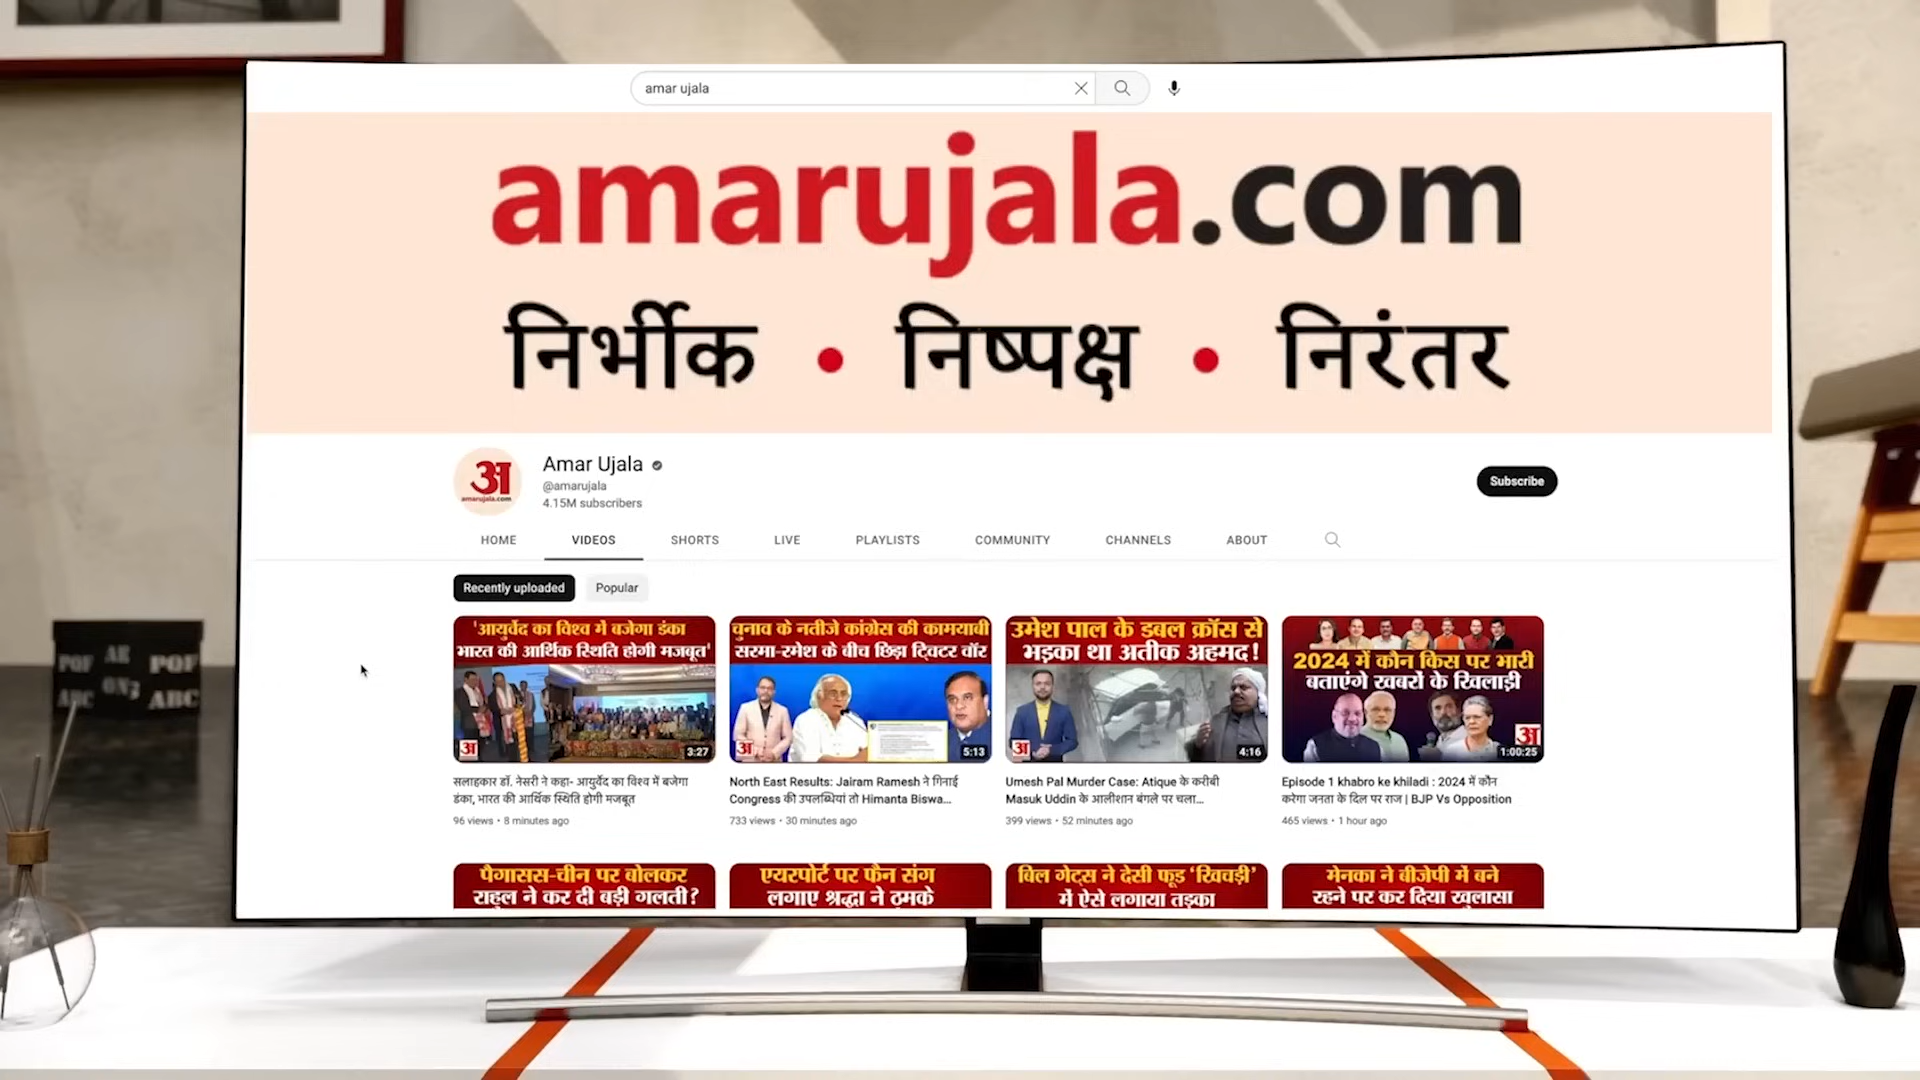 amar ujala
amarujala.com
निर्भीक • निष्पक्ष • निरंतर
अ
amarujala.com
Amar Ujala
@amarujala
4.15M subscribers
Subscribe
HOME VIDEOS SHORTS LIVE PLAYLISTS COMMUNITY CHANNELS ABOUT
Recently uploaded Popular
'आयुर्वेद का विश्व में बजेगा डंका
भारत की आर्थिक स्थिति होगी मजबूत'
अ
3:27
सलाहकार डॉ. नेसरी ने कहा- आयुर्वेद का विश्व में बजेगा
डंका, भारत की आर्थिक स्थिति होगी मजबूत
96 views • 8 minutes ago
चुनाव के नतीजे कांग्रेस की कामयाबी
सरमा-रमेश के बीच छिड़ा ट्विटर वॉर
अ
5:13
North East Results: Jairam Ramesh ने गिनाई
Congress की उपलब्धियां तो Himanta Biswa...
733 views • 30 minutes ago
उमेश पाल के डबल क्रॉस से
भड़का था अतीक अहमद!
अ
4:16
Umesh Pal Murder Case: Atique के करीबी
Masuk Uddin के आलीशान बंगले पर चला...
399 views • 52 minutes ago
2024 में कौन किस पर भारी
बताएंगे खबरों के खिलाड़ी
अ
1:00:25
Episode 1 khabro ke khiladi : 2024 में कौन
करेगा जनता के दिल पर राज | BJP Vs Opposition
465 views • 1 hour ago
पैगासस-चीन पर बोलकर
राहुल ने कर दी बड़ी गलती?
एयरपोर्ट पर फैन संग
लगाए श्रद्धा ने ठुमके
बिल गेट्स ने देसी फूड 'खिचड़ी'
में ऐसे लगाया तड़का
मेनका ने बीजेपी में बने
रहने पर कर दिया खुलासा
POF
ABC
POF
ABC